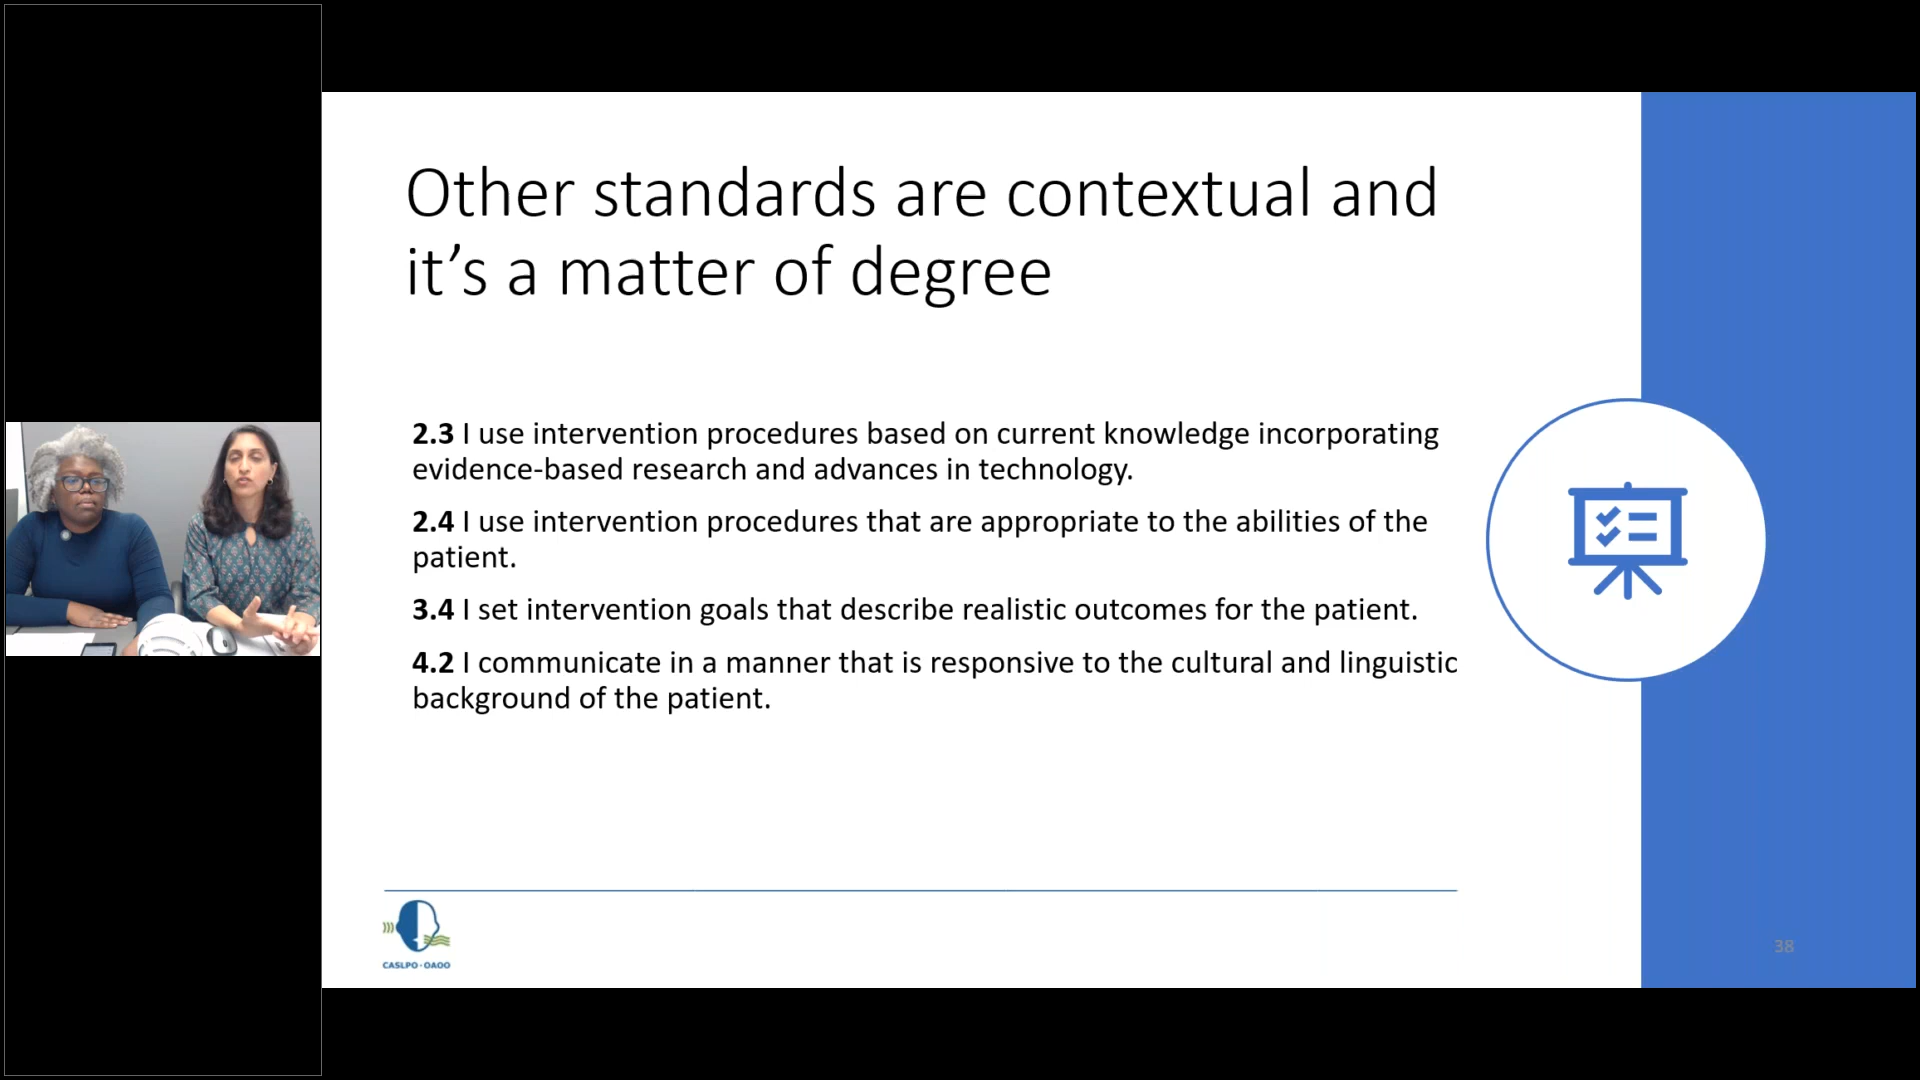 Other standards are contextual and
it’s a matter of degree
2.3 I use intervention procedures based on current knowledge incorporating
evidence-based research and advances in technology.
2.4 I use intervention procedures that are appropriate to the abilities of the
patient.
3.4 I set intervention goals that describe realistic outcomes for the patient.
4.2 I communicate in a manner that is responsive to the cultural and linguistic
background of the patient.
CASLPO·OAOO
38